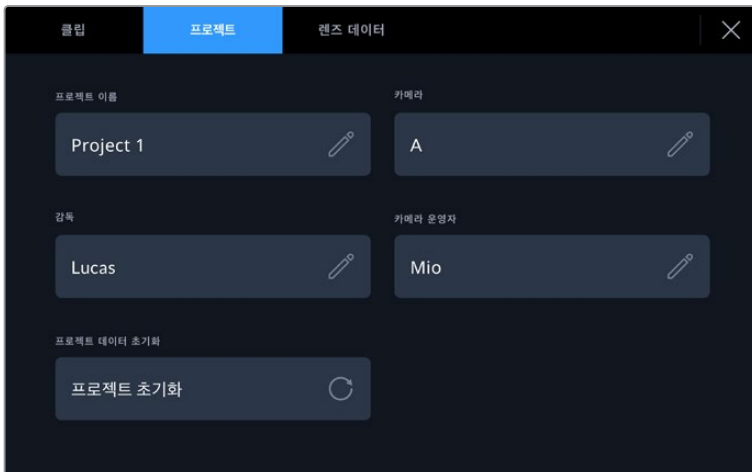 클립
프로젝트
렌즈 데이터
프로젝트 이름
카메라
Project 1
A
감독
카메라 운영자
Lucas
Mio
프로젝트 데이터 초기화
프로젝트 초기화